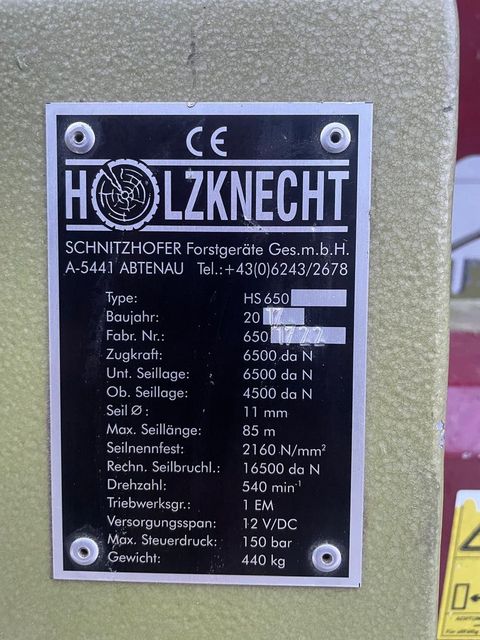 CE
HOLZKNECHT
SCHNITZHOFER Forstgeräte Ges.m.b.H.
A-5441 ABTENAU Tel.:+43(0)6243/2678
Type: HS 650
Baujahr: 20 12
Fabr. Nr.: 650 1722
Zugkraft: 6500 da N
Unt. Seillage: 6500 da N
Ob. Seillage: 4500 da N
Seil Ø : 11 mm
Max. Seillänge: 85 m
Seilnennfest: 2160 N/mm²
Rechn. Seilbruchl.: 16500 da N
Drehzahl: 540 min⁻¹
Triebwerksgr.: 1 EM
Versorgungsspan: 12 V/DC
Max. Steuerdruck: 150 bar
Gewicht: 440 kg
ACHTUNG